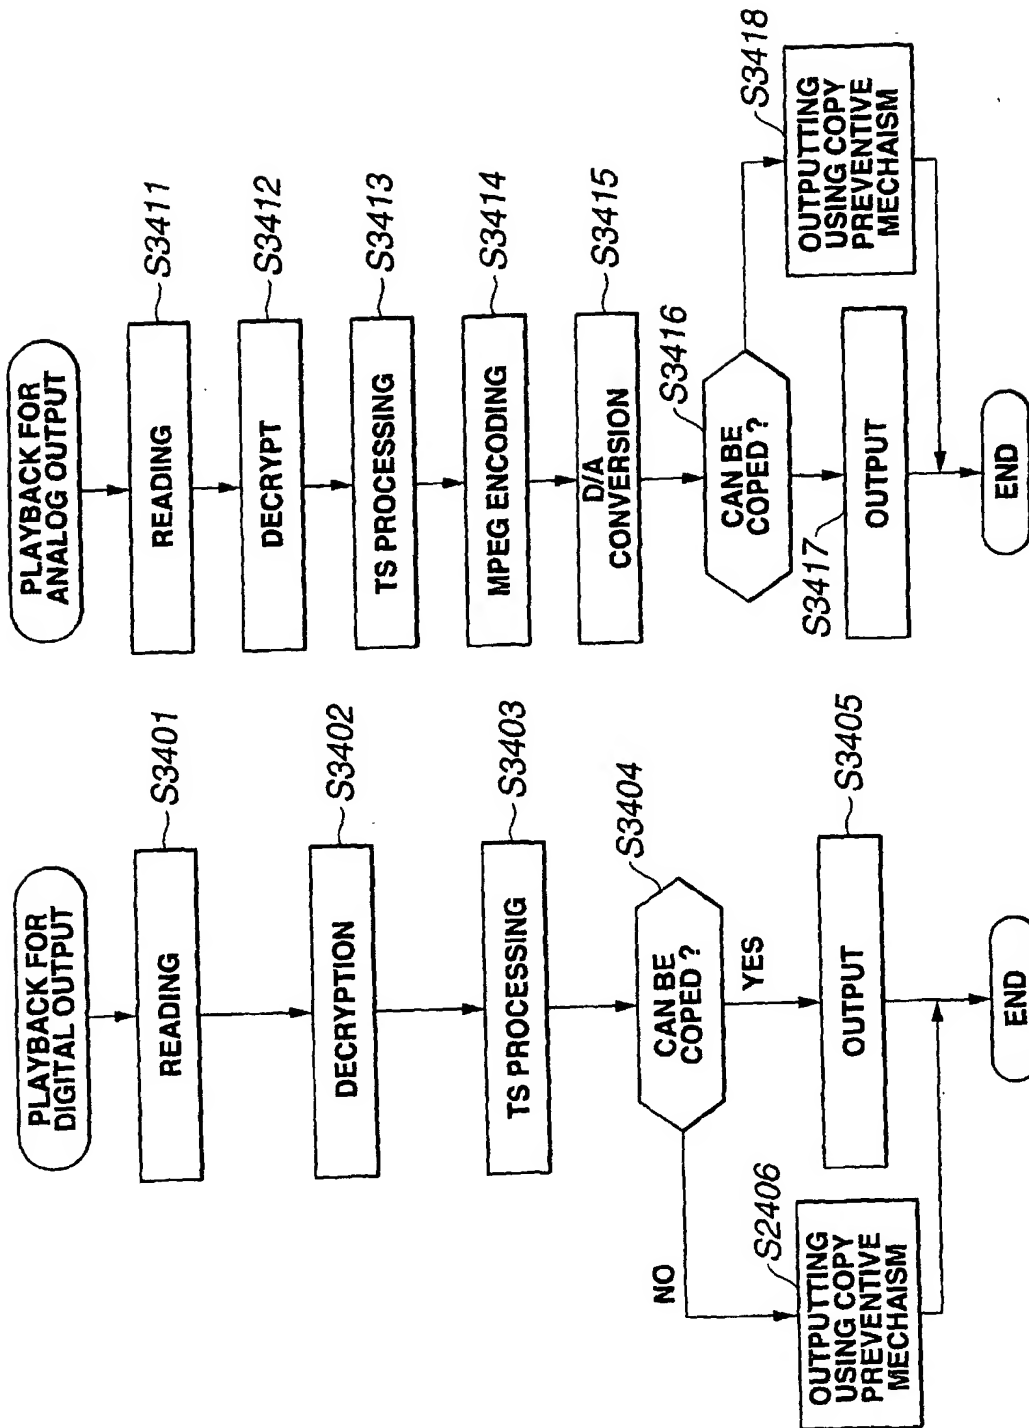 PLAYBACK FOR
DIGITAL OUTPUT
READING
S3401
DECRYPTION
S3402
TS PROCESSING
S3403
CAN BE
COPED ?
S3404
YES
NO
OUTPUT
S3405
OUTPUTTING
USING COPY
PREVENTIVE
MECHAISM
S2406
END
PLAYBACK FOR
ANALOG OUTPUT
READING
S3411
DECRYPT
S3412
TS PROCESSING
S3413
MPEG ENCODING
S3414
D/A
CONVERSION
S3415
CAN BE
COPED ?
S3416
OUTPUT
S3417
OUTPUTTING
USING COPY
PREVENTIVE
MECHAISM
S3418
END